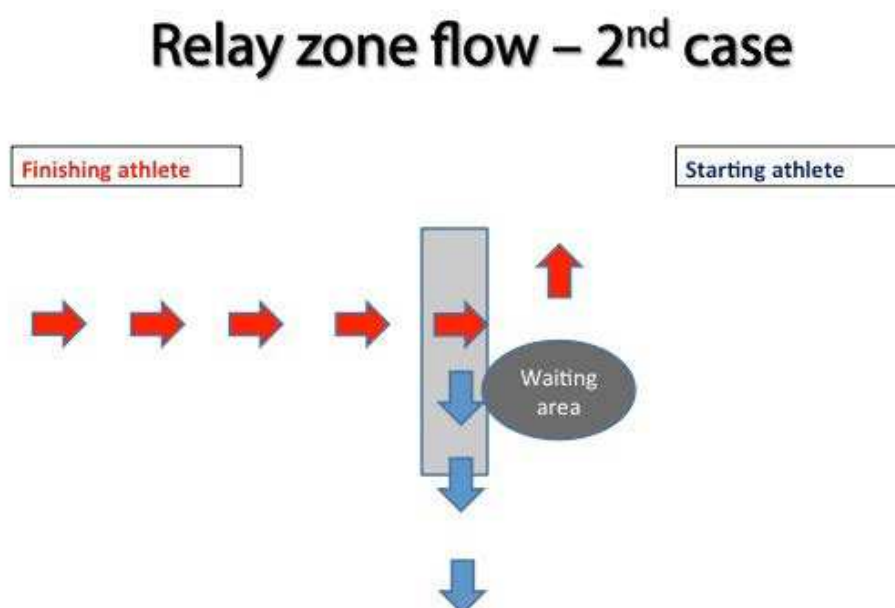 Relay zone flow – 2nd case
Finishing athlete
Starting athlete
Waiting
area